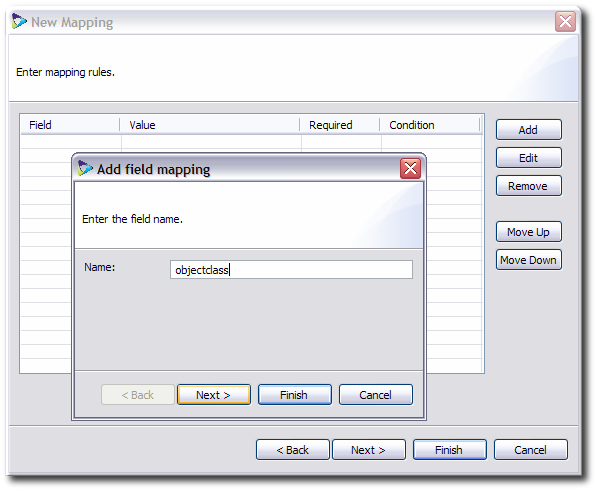 New Mapping
Enter mapping rules.
Field Value Required Condition
Add
Edit
Remove
Move Up
Move Down
Add field mapping
Enter the field name.
Name: objectclass
< Back Next > Finish Cancel
< Back Next > Finish Cancel